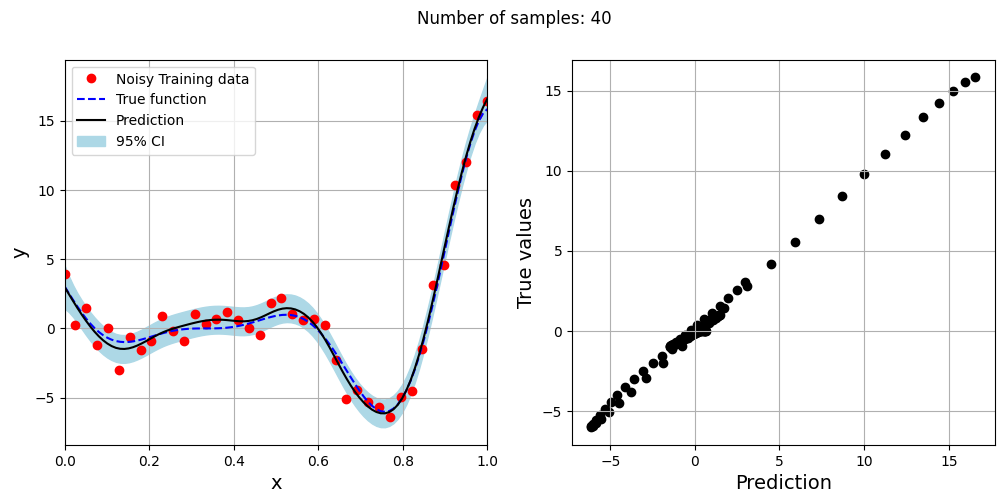 Number of samples: 40
Noisy Training data
True function
Prediction
95% CI
15
10
5
0
−5
y
0.0 0.2 0.4 0.6 0.8 1.0
x
15
10
5
0
−5
True values
−5 0 5 10 15
Prediction